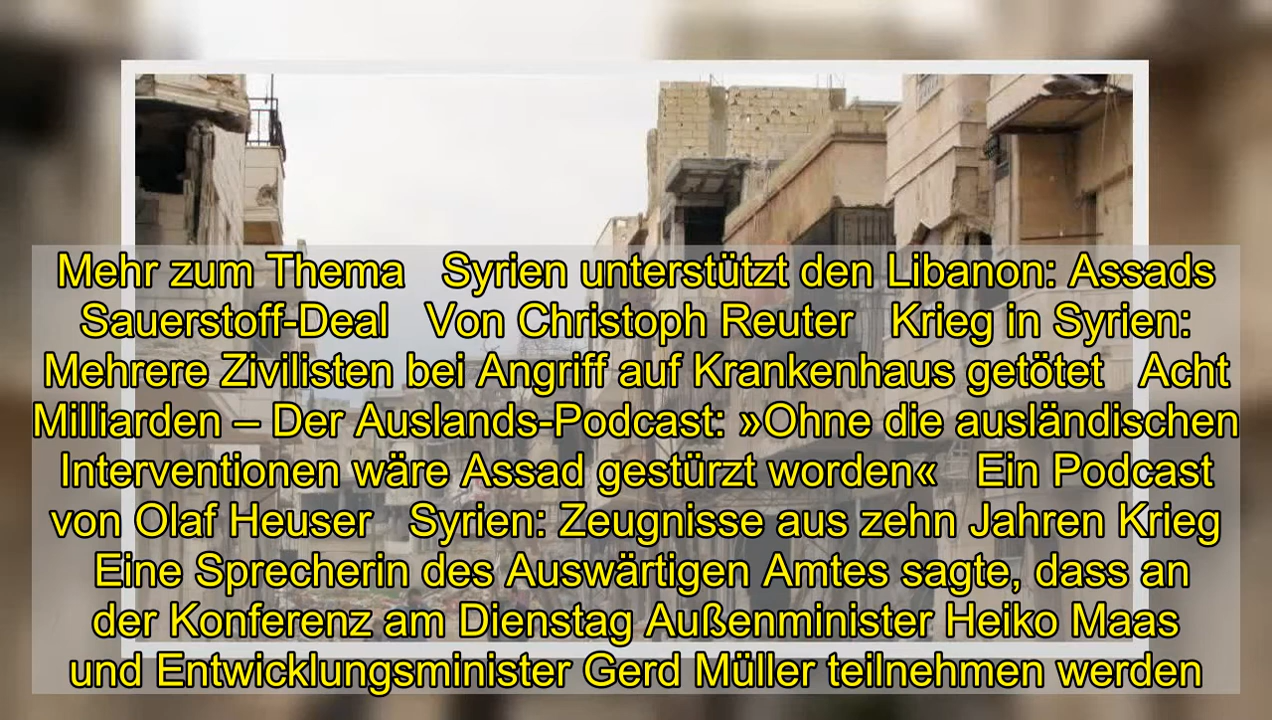 Mehr zum Thema Syrien unterstützt den Libanon: Assads
Sauerstoff-Deal Von Christoph Reuter Krieg in Syrien:
Mehrere Zivilisten bei Angriff auf Krankenhaus getötet Acht
Milliarden – Der Auslands-Podcast: »Ohne die ausländischen
Interventionen wäre Assad gestürzt worden« Ein Podcast
von Olaf Heuser Syrien: Zeugnisse aus zehn Jahren Krieg
Eine Sprecherin des Auswärtigen Amtes sagte, dass an
der Konferenz am Dienstag Außenminister Heiko Maas
und Entwicklungsminister Gerd Müller teilnehmen werden